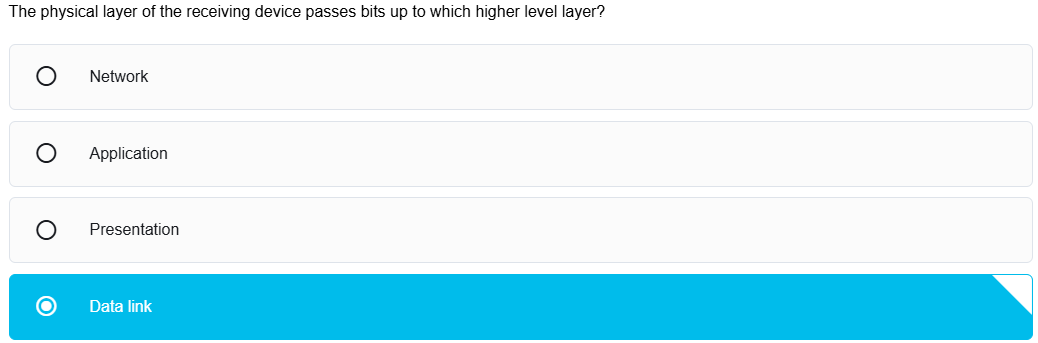 The physical layer of the receiving device passes bits up to which higher level layer?
Network
Application
Presentation
Data link